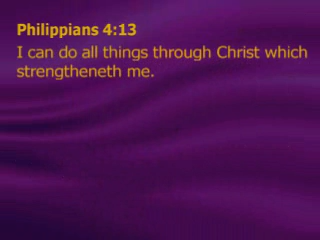 Philippians 4:13
I can do all things through Christ which
strengtheneth me.